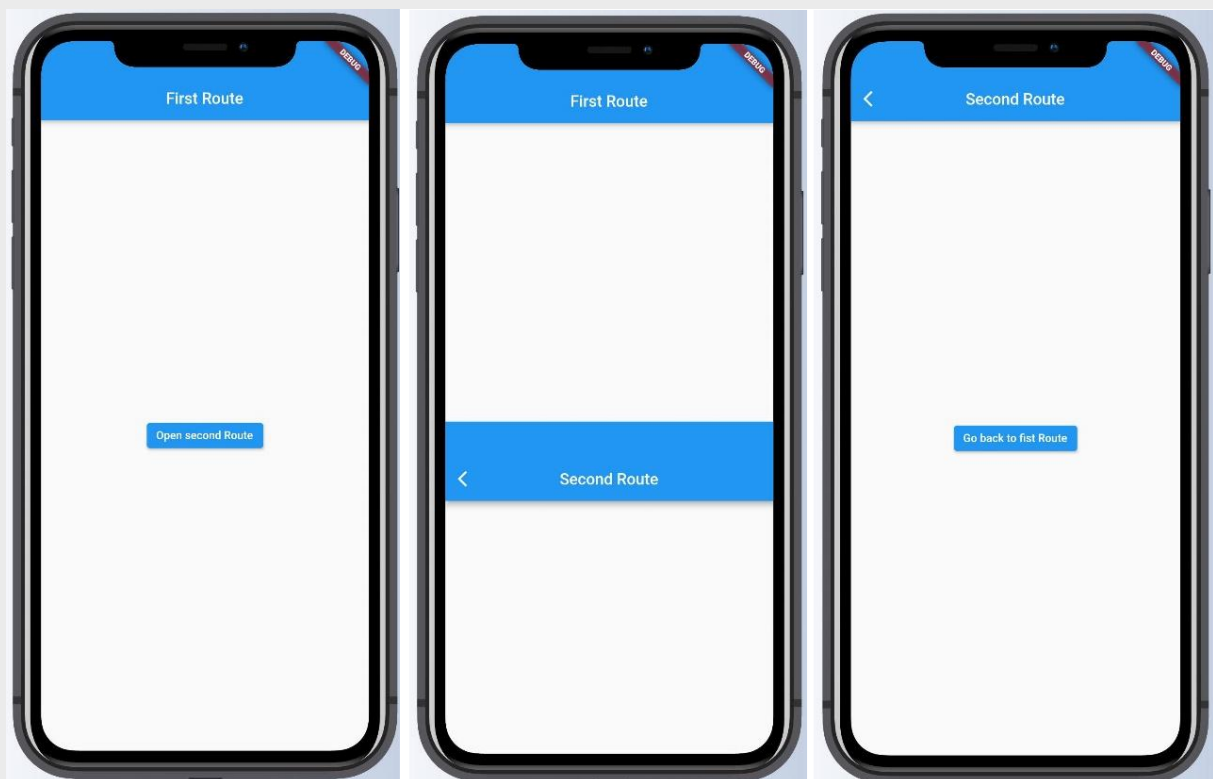 DEBUG
First Route
Open second Route
DEBUG
First Route
Second Route
DEBUG
Second Route
Go back to fist Route